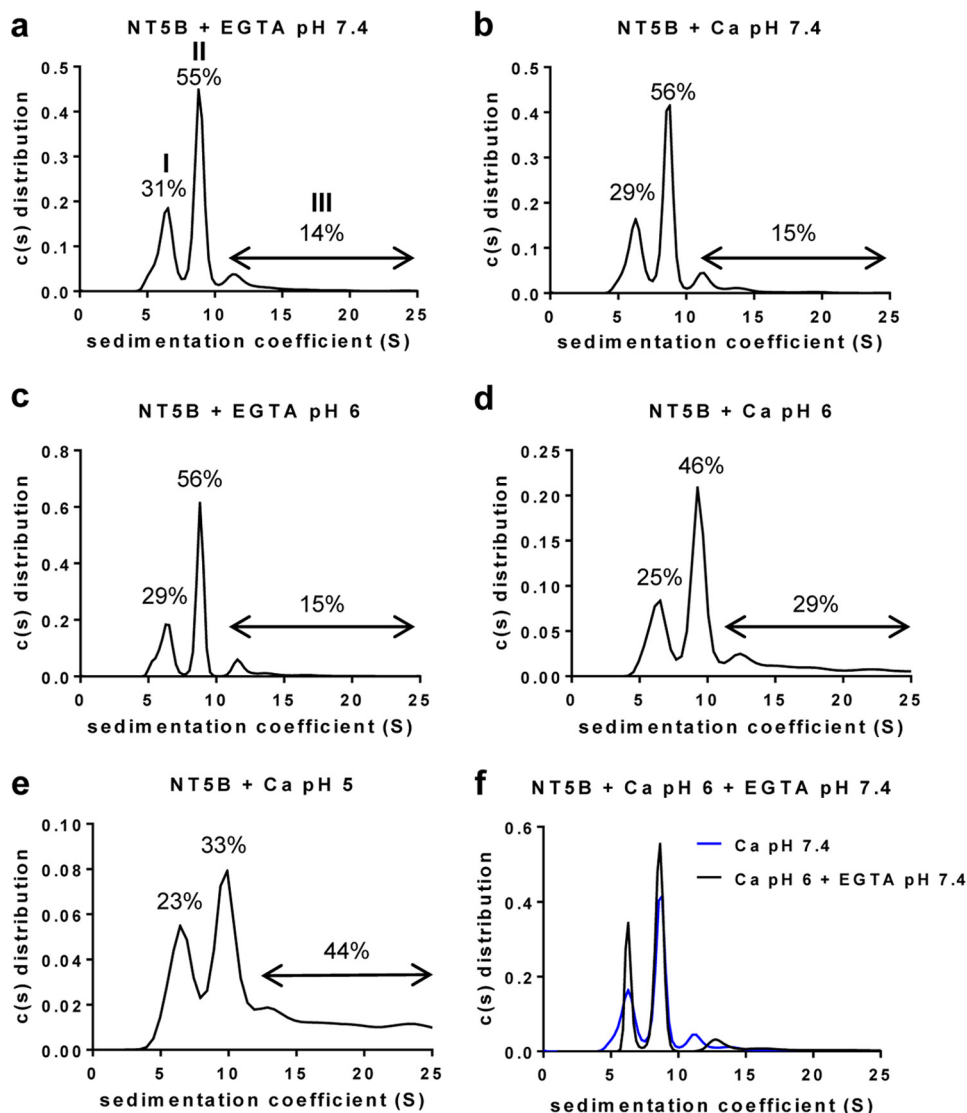 a
NT5B + EGTA pH 7.4
II
55%
I
31%
III
14%
0.5
0.4
0.3
0.2
0.1
0.0
c(s) distribution
0 5 10 15 20 25
sedimentation coefficient (S)
b
NT5B + Ca pH 7.4
56%
29%
15%
0.5
0.4
0.3
0.2
0.1
0.0
c(s) distribution
0 5 10 15 20 25
sedimentation coefficient (S)
c
NT5B + EGTA pH 6
56%
29%
15%
0.8
0.6
0.4
0.2
0.0
c(s) distribution
0 5 10 15 20 25
sedimentation coefficient (S)
d
NT5B + Ca pH 6
46%
25%
29%
0.25
0.20
0.15
0.10
0.05
0.00
c(s) distribution
0 5 10 15 20 25
sedimentation coefficient (S)
e
NT5B + Ca pH 5
33%
23%
44%
0.10
0.08
0.06
0.04
0.02
0.00
c(s) distribution
0 5 10 15 20 25
sedimentation coefficient (S)
f
NT5B + Ca pH 6 + EGTA pH 7.4
Ca pH 7.4
Ca pH 6 + EGTA pH 7.4
0.6
0.4
0.2
0.0
c(s) distribution
0 5 10 15 20 25
sedimentation coefficient (S)